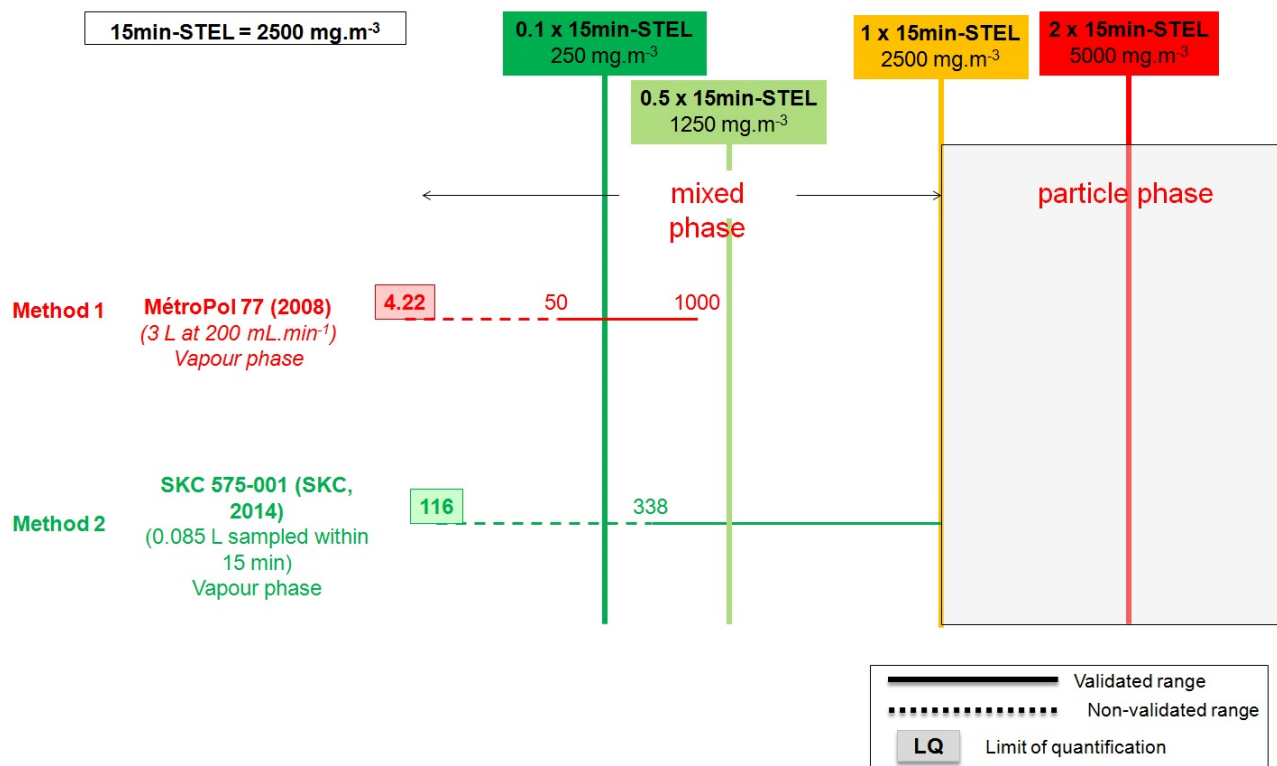 15min-STEL = 2500 mg.m⁻³
0.1 x 15min-STEL
250 mg.m⁻³
1 x 15min-STEL
2500 mg.m⁻³
2 x 15min-STEL
5000 mg.m⁻³
0.5 x 15min-STEL
1250 mg.m⁻³
mixed
phase
particle phase
Method 1
MétroPol 77 (2008)
(3 L at 200 mL.min⁻¹)
Vapour phase
4.22
50
1000
Method 2
SKC 575-001 (SKC,
2014)
(0.085 L sampled within
15 min)
Vapour phase
116
338
Validated range
Non-validated range
LQ
Limit of quantification